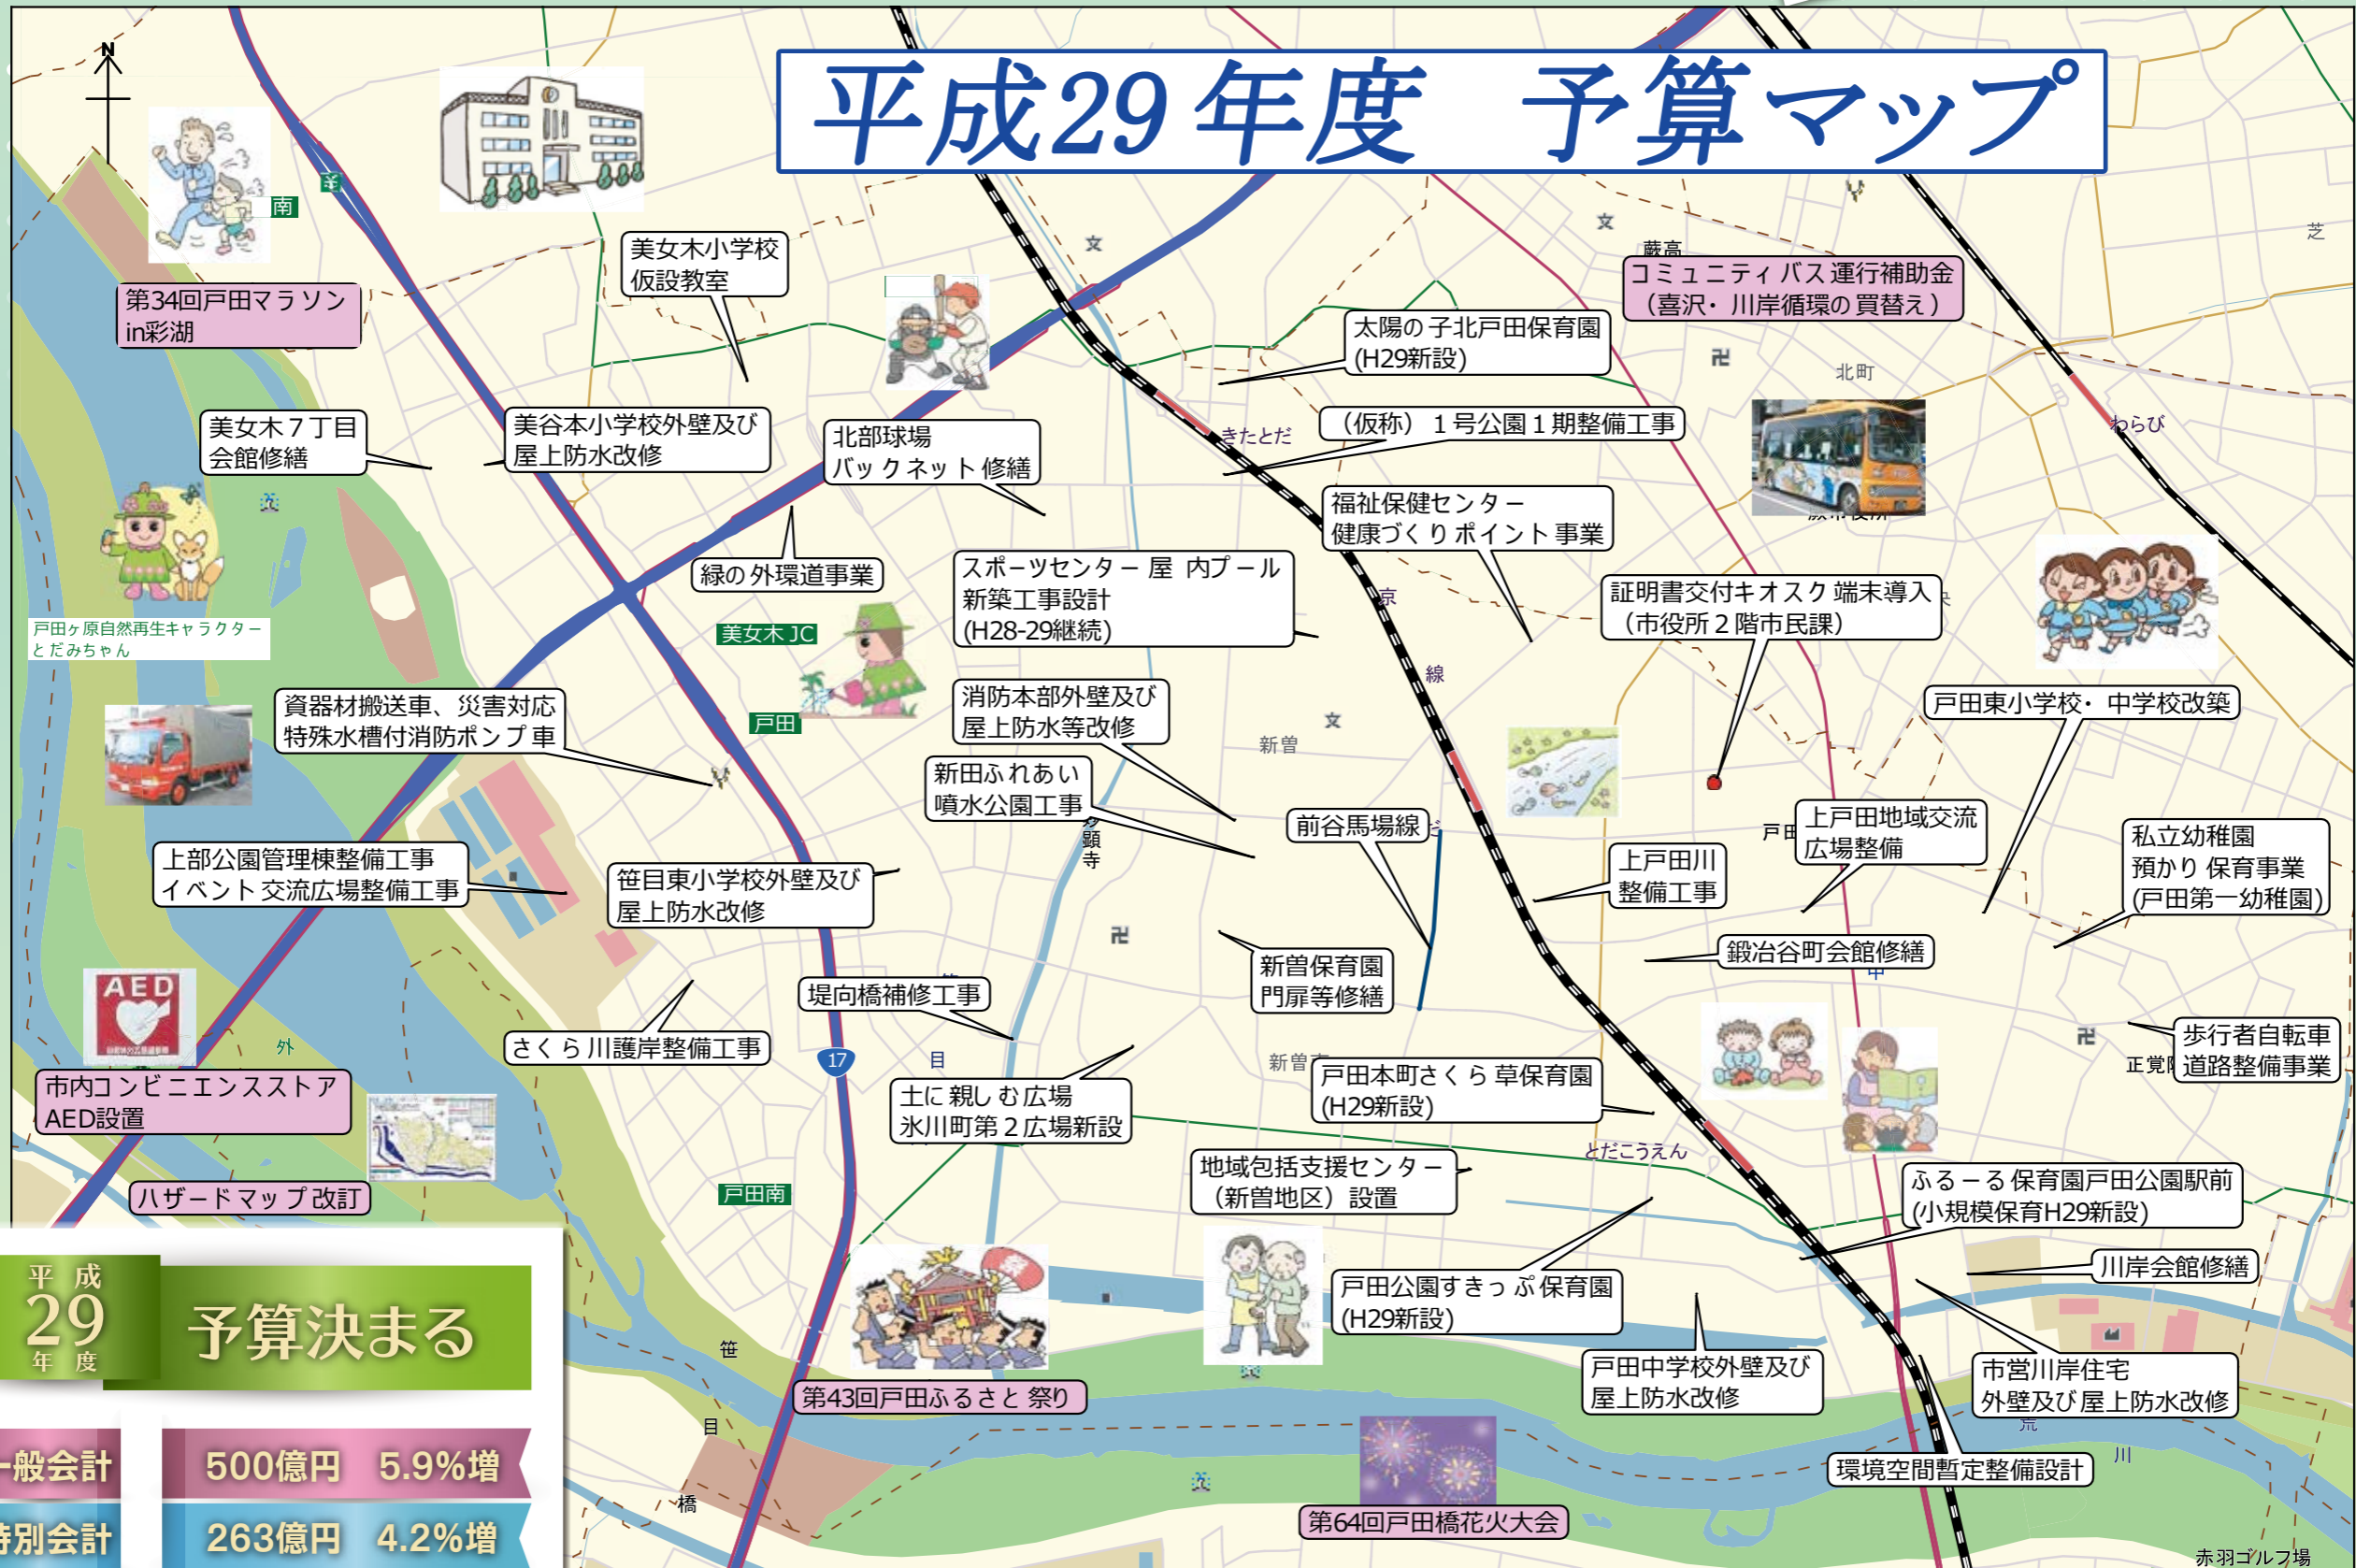 平成29年度 予算マップ
N
南
第34回戸田マラソン
in彩湖
美女木小学校
仮設教室
文
文
蕨高
コミュニティバス運行補助金
（喜沢・川岸循環の買替え）
芝
太陽の子北戸田保育園
(H29新設)
北町
わらび
美女木７丁目
会館修繕
美谷本小学校外壁及び
屋上防水改修
北部球場
バックネット修繕
きたとだ
（仮称）１号公園１期整備工事
福祉保健センター
健康づくりポイント事業
緑の外環道事業
スポーツセンター屋内プール
新築工事設計
(H28-29継続)
京
線
証明書交付キオスク端末導入
（市役所２階市民課）
戸田ヶ原自然再生キャラクター
とだみちゃん
美女木JC
戸田
資器材搬送車、災害対応
特殊水槽付消防ポンプ車
消防本部外壁及び
屋上防水等改修
新曽
文
戸田東小学校・中学校改築
新田ふれあい
噴水公園工事
顕
寺
前谷馬場線
上戸田川
整備工事
戸田
上戸田地域交流
広場整備
私立幼稚園
預かり保育事業
(戸田第一幼稚園)
上部公園管理棟整備工事
イベント交流広場整備工事
笹目東小学校外壁及び
屋上防水改修
新曽保育園
門扉等修繕
鍛冶谷町会館修繕
中
AED
外
市内コンビニエンスストア
AED設置
さくら川護岸整備工事
堤向橋補修工事
17
目
土に親しむ広場
氷川町第２広場新設
新曽
戸田本町さくら草保育園
(H29新設)
正覚
歩行者自転車
道路整備事業
ハザードマップ改訂
戸田南
とだこうえん
地域包括支援センター
（新曽地区）設置
ふるーる保育園戸田公園駅前
(小規模保育H29新設)
川岸会館修繕
戸田公園すきっぷ保育園
(H29新設)
戸田中学校外壁及び
屋上防水改修
市営川岸住宅
外壁及び屋上防水改修
笹
目
橋
第43回戸田ふるさと祭り
荒
川
環境空間暫定整備設計
第64回戸田橋花火大会
赤羽ゴルフ場
平成
29
年度
予算決まる
一般会計 500億円 5.9%増
特別会計 263億円 4.2%増